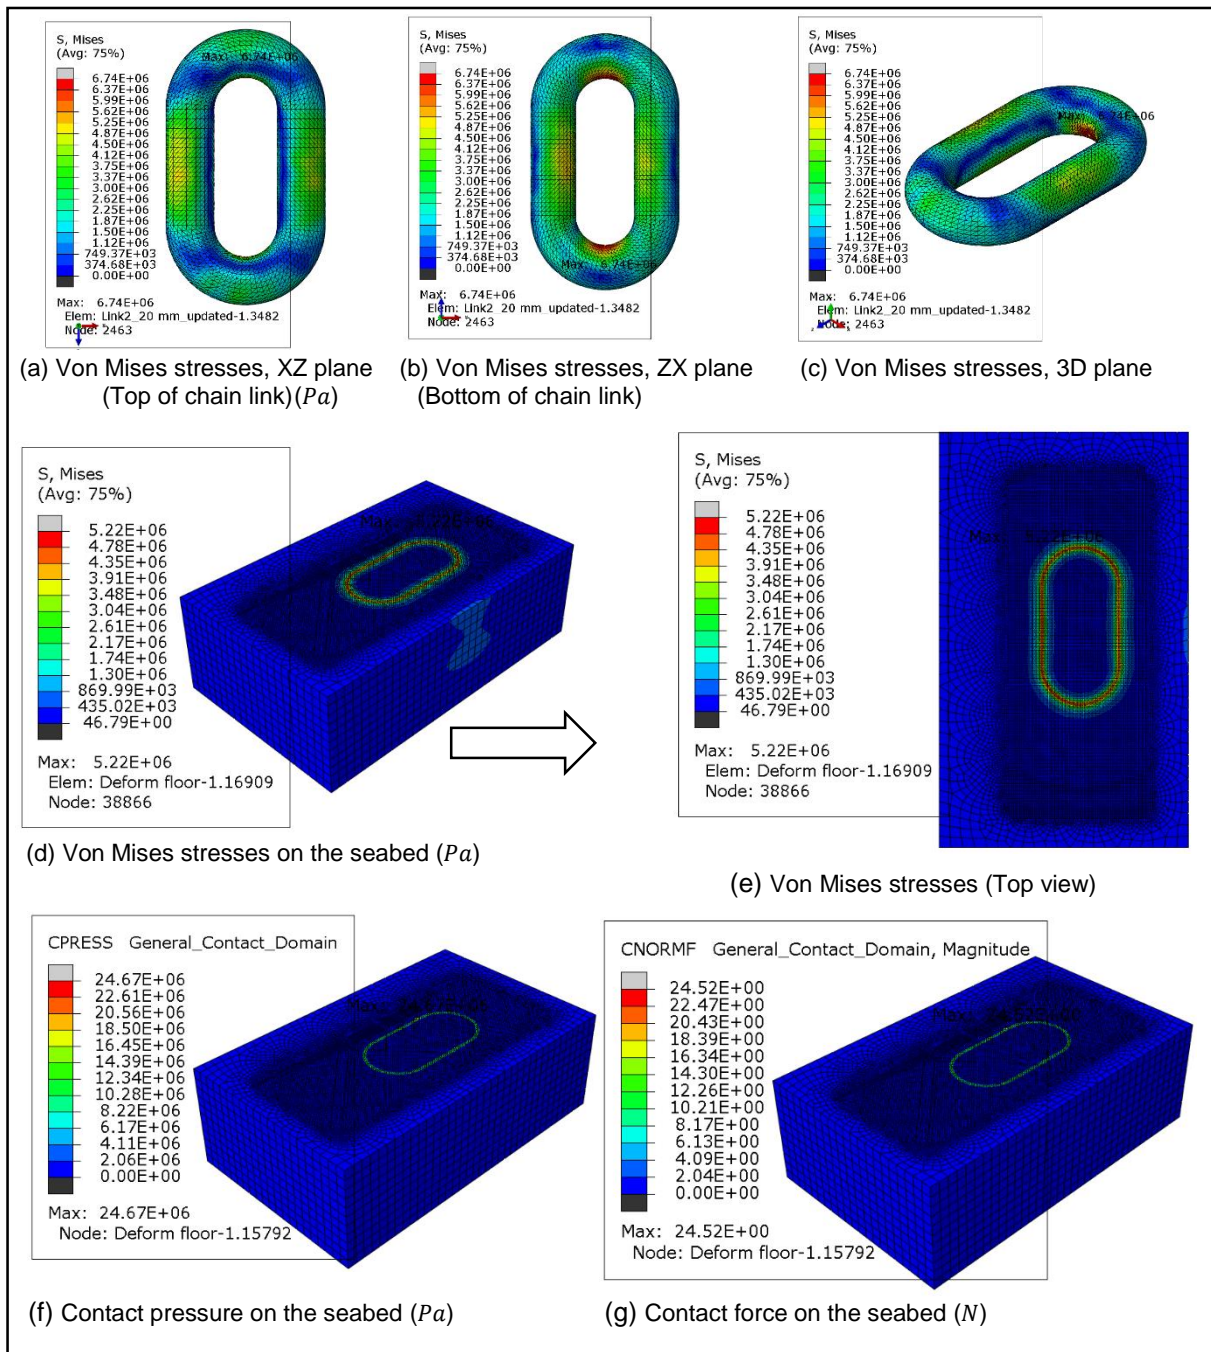 S, Mises
(Avg: 75%)
6.74E+06
6.37E+06
5.99E+06
5.62E+06
5.25E+06
4.87E+06
4.12E+06
3.75E+06
3.37E+06
3.00E+06
2.62E+06
2.25E+06
1.87E+06
1.50E+06
1.12E+06
749.37E+03
374.68E+03
0.00E+00
Max: 6.74E+06
Max: 6.74E+06
Elem: Link2_20 mm_updated-1.3482
Node: 2463
(a) Von Mises stresses, XZ plane
(Top of chain link)(Pa)
S, Mises
(Avg: 75%)
6.74E+06
6.37E+06
5.99E+06
5.62E+06
5.25E+06
4.87E+06
4.12E+06
3.75E+06
3.37E+06
3.00E+06
2.62E+06
2.25E+06
1.87E+06
1.50E+06
1.12E+06
749.37E+03
374.68E+03
0.00E+00
Max: 6.74E+06
Max: 6.74E+06
Elem: Link2_20 mm_updated-1.3482
Node: 2463
(b) Von Mises stresses, ZX plane
(Bottom of chain link)
S, Mises
(Avg: 75%)
6.74E+06
6.37E+06
5.99E+06
5.62E+06
5.25E+06
4.87E+06
4.12E+06
3.75E+06
3.37E+06
3.00E+06
2.62E+06
2.25E+06
1.87E+06
1.50E+06
1.12E+06
749.37E+03
374.68E+03
0.00E+00
Max: 6.74E+06
Max: 6.74E+06
Elem: Link2_20 mm_updated-1.3482
Node: 2463
(c) Von Mises stresses, 3D plane
S, Mises
(Avg: 75%)
5.22E+06
4.78E+06
4.35E+06
3.91E+06
3.48E+06
3.04E+06
2.61E+06
2.17E+06
1.74E+06
1.30E+06
869.99E+03
435.02E+03
46.79E+00
Max: 5.22E+06
Max: 5.22E+06
Elem: Deform floor-1.16909
Node: 38866
(d) Von Mises stresses on the seabed (Pa)
S, Mises
(Avg: 75%)
5.22E+06
4.78E+06
4.35E+06
3.91E+06
3.48E+06
3.04E+06
2.61E+06
2.17E+06
1.74E+06
1.30E+06
869.99E+03
435.02E+03
46.79E+00
Max: 5.22E+06
Max: 5.22E+06
Elem: Deform floor-1.16909
Node: 38866
(e) Von Mises stresses (Top view)
CPRESS General_Contact_Domain
24.67E+06
22.61E+06
20.56E+06
18.50E+06
16.45E+06
14.39E+06
12.34E+06
10.28E+06
8.22E+06
6.17E+06
4.11E+06
2.06E+06
0.00E+00
Max: 24.67E+06
Max: 24.67E+06
Node: Deform floor-1.15792
(f) Contact pressure on the seabed (Pa)
CNORMF General_Contact_Domain, Magnitude
24.52E+00
22.47E+00
20.43E+00
18.39E+00
16.34E+00
14.30E+00
12.26E+00
10.21E+00
8.17E+00
6.13E+00
4.09E+00
2.04E+00
0.00E+00
Max: 24.52E+00
Max: 24.52E+00
Node: Deform floor-1.15792
(g) Contact force on the seabed (N)